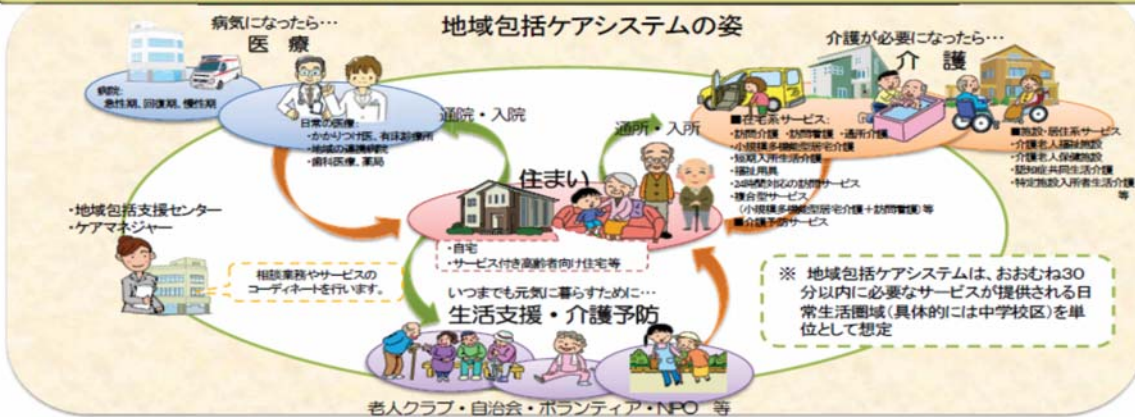 地域包括ケアシステムの姿
病気になったら…
医 療
病院:
急性期、回復期、慢性期
日常の医療:
・かかりつけ医、有床診療所
・地域の連携病院
・歯科医療、薬局
通院・入院
通所・入所
介護が必要になったら…
介 護
■在宅系サービス:
・訪問介護 ・訪問看護 ・通所介護
・小規模多機能型居宅介護
・短期入所生活介護
・福祉用具
・24時間対応の訪問サービス
・複合型サービス
(小規模多機能型居宅介護+訪問看護) 等
■介護予防サービス
■施設・居住系サービス
・介護老人福祉施設
・介護老人保健施設
・認知症共同生活介護
・特定施設入所者生活介護
等
住まい
・自宅
・サービス付き高齢者向け住宅等
・地域包括支援センター
・ケアマネジャー
相談業務やサービスの
コーディネートを行います。
いつまでも元気に暮らすために…
生活支援・介護予防
老人クラブ・自治会・ボランティア・NPO 等
※ 地域包括ケアシステムは、おおむね30
分以内に必要なサービスが提供される日
常生活圏域(具体的には中学校区)を単
位として想定